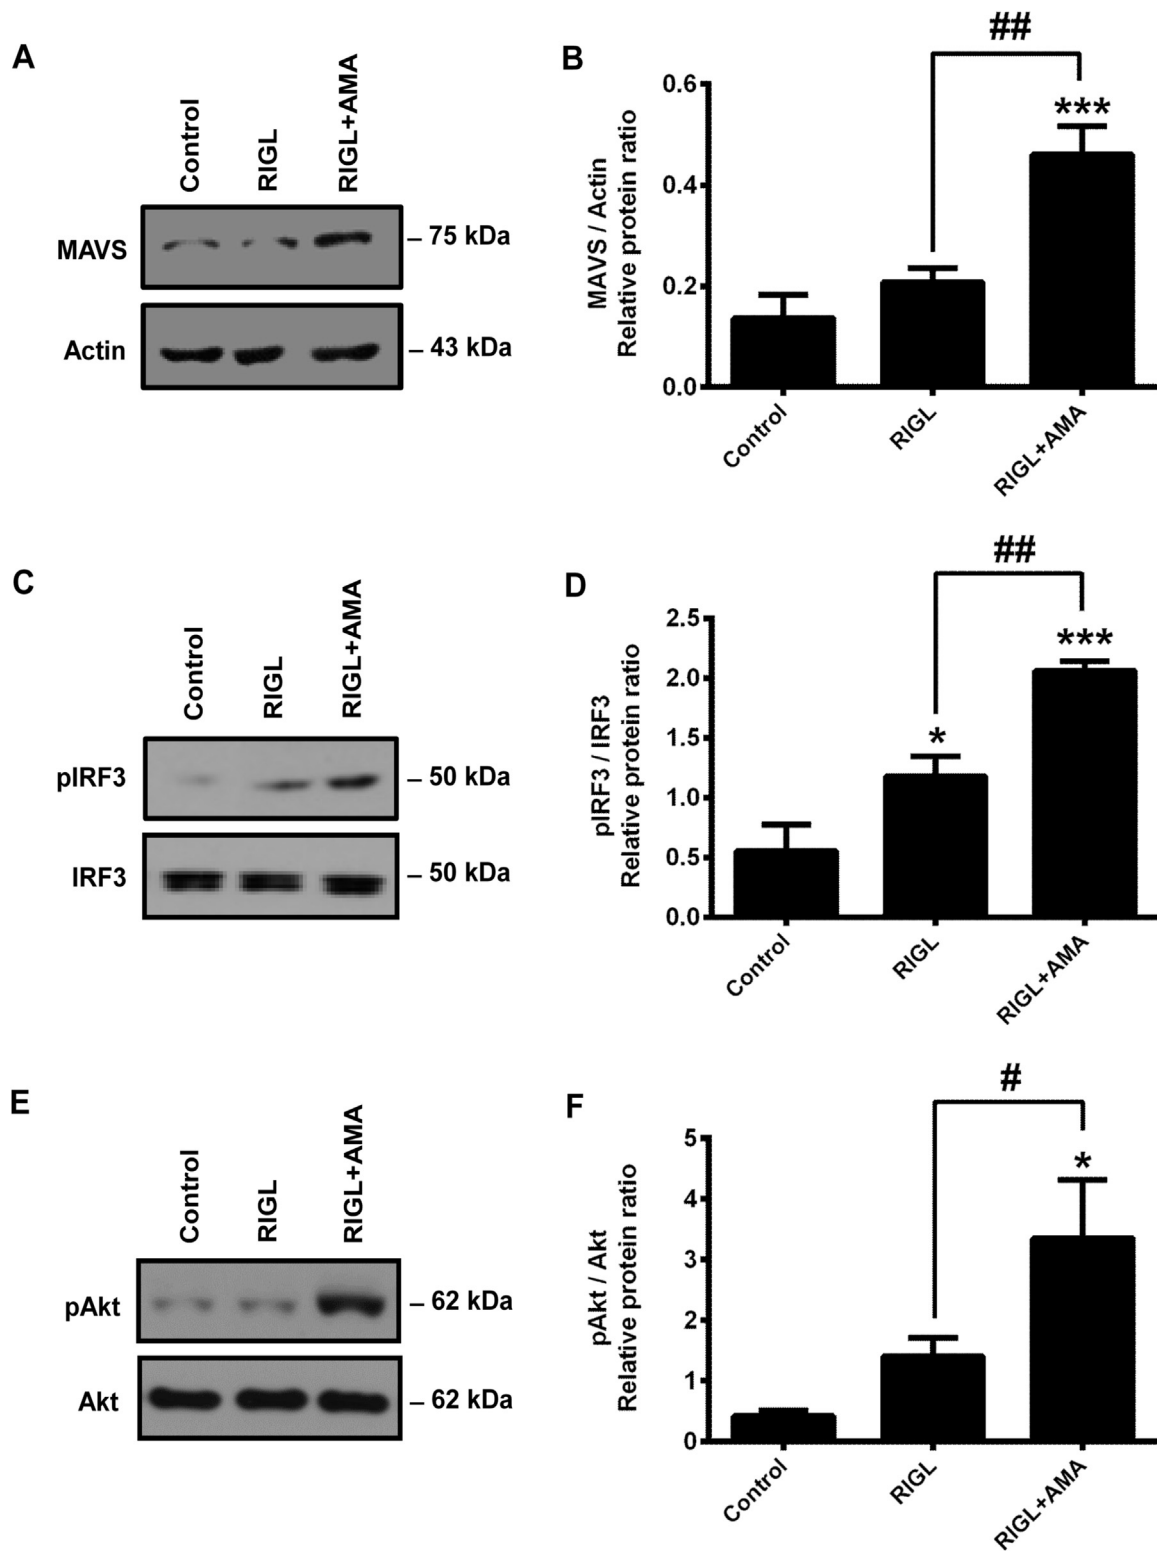 A
Control
RIGL
RIGL+AMA
MAVS
– 75 kDa
Actin
– 43 kDa
B
##
***
MAVS / Actin
Relative protein ratio
0.6
0.4
0.2
0.0
Control
RIGL
RIGL+AMA
C
Control
RIGL
RIGL+AMA
pIRF3
– 50 kDa
IRF3
– 50 kDa
D
##
***
*
pIRF3 / IRF3
Relative protein ratio
2.5
2.0
1.5
1.0
0.5
0.0
Control
RIGL
RIGL+AMA
E
Control
RIGL
RIGL+AMA
pAkt
– 62 kDa
Akt
– 62 kDa
F
#
*
pAkt / Akt
Relative protein ratio
5
4
3
2
1
0
Control
RIGL
RIGL+AMA